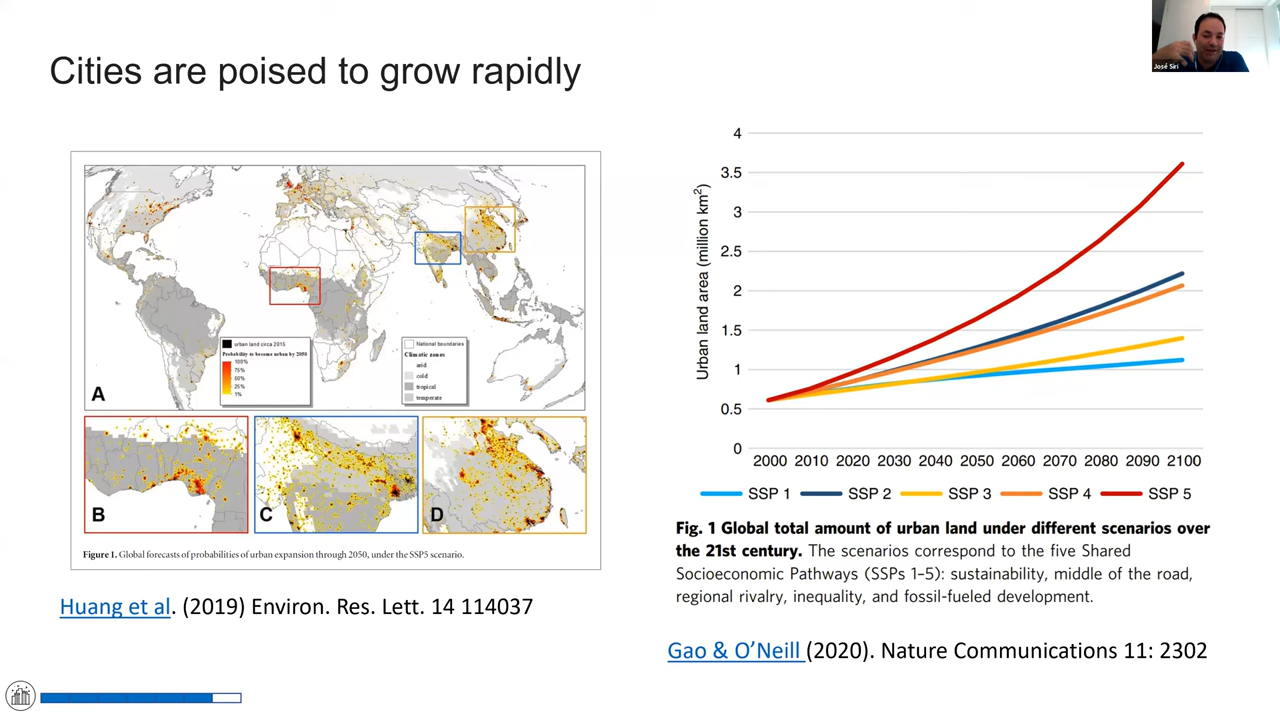 Cities are poised to grow rapidly
José Siri
urban land circa 2015
Probability to become urban by 2050
100%
75%
50%
25%
1%
National boundaries
Climatic zones
arid
cold
tropical
temperate
A
B
C
D
Figure 1. Global forecasts of probabilities of urban expansion through 2050, under the SSP5 scenario.
Huang et al. (2019) Environ. Res. Lett. 14 114037
Urban land area (million km²)
4
3.5
3
2.5
2
1.5
1
0.5
0
2000 2010 2020 2030 2040 2050 2060 2070 2080 2090 2100
SSP 1 SSP 2 SSP 3 SSP 4 SSP 5
Fig. 1 Global total amount of urban land under different scenarios over
the 21st century. The scenarios correspond to the five Shared
Socioeconomic Pathways (SSPs 1–5): sustainability, middle of the road,
regional rivalry, inequality, and fossil-fueled development.
Gao & O’Neill (2020). Nature Communications 11: 2302